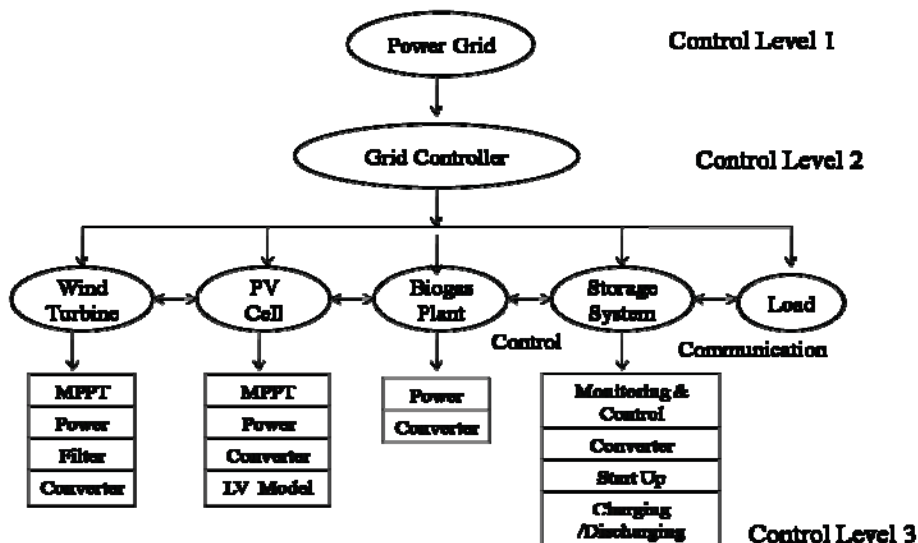 Power Grid
Control Level 1
Grid Controller
Control Level 2
Wind
Turbine
PV
Cell
Biogas
Plant
Storage
System
Load
Control
Communication
MPPT
Power
Filter
Converter
MPPT
Power
Converter
LV Model
Power
Converter
Monitoring &
Control
Converter
Start Up
Charging
/Discharging
Control Level 3